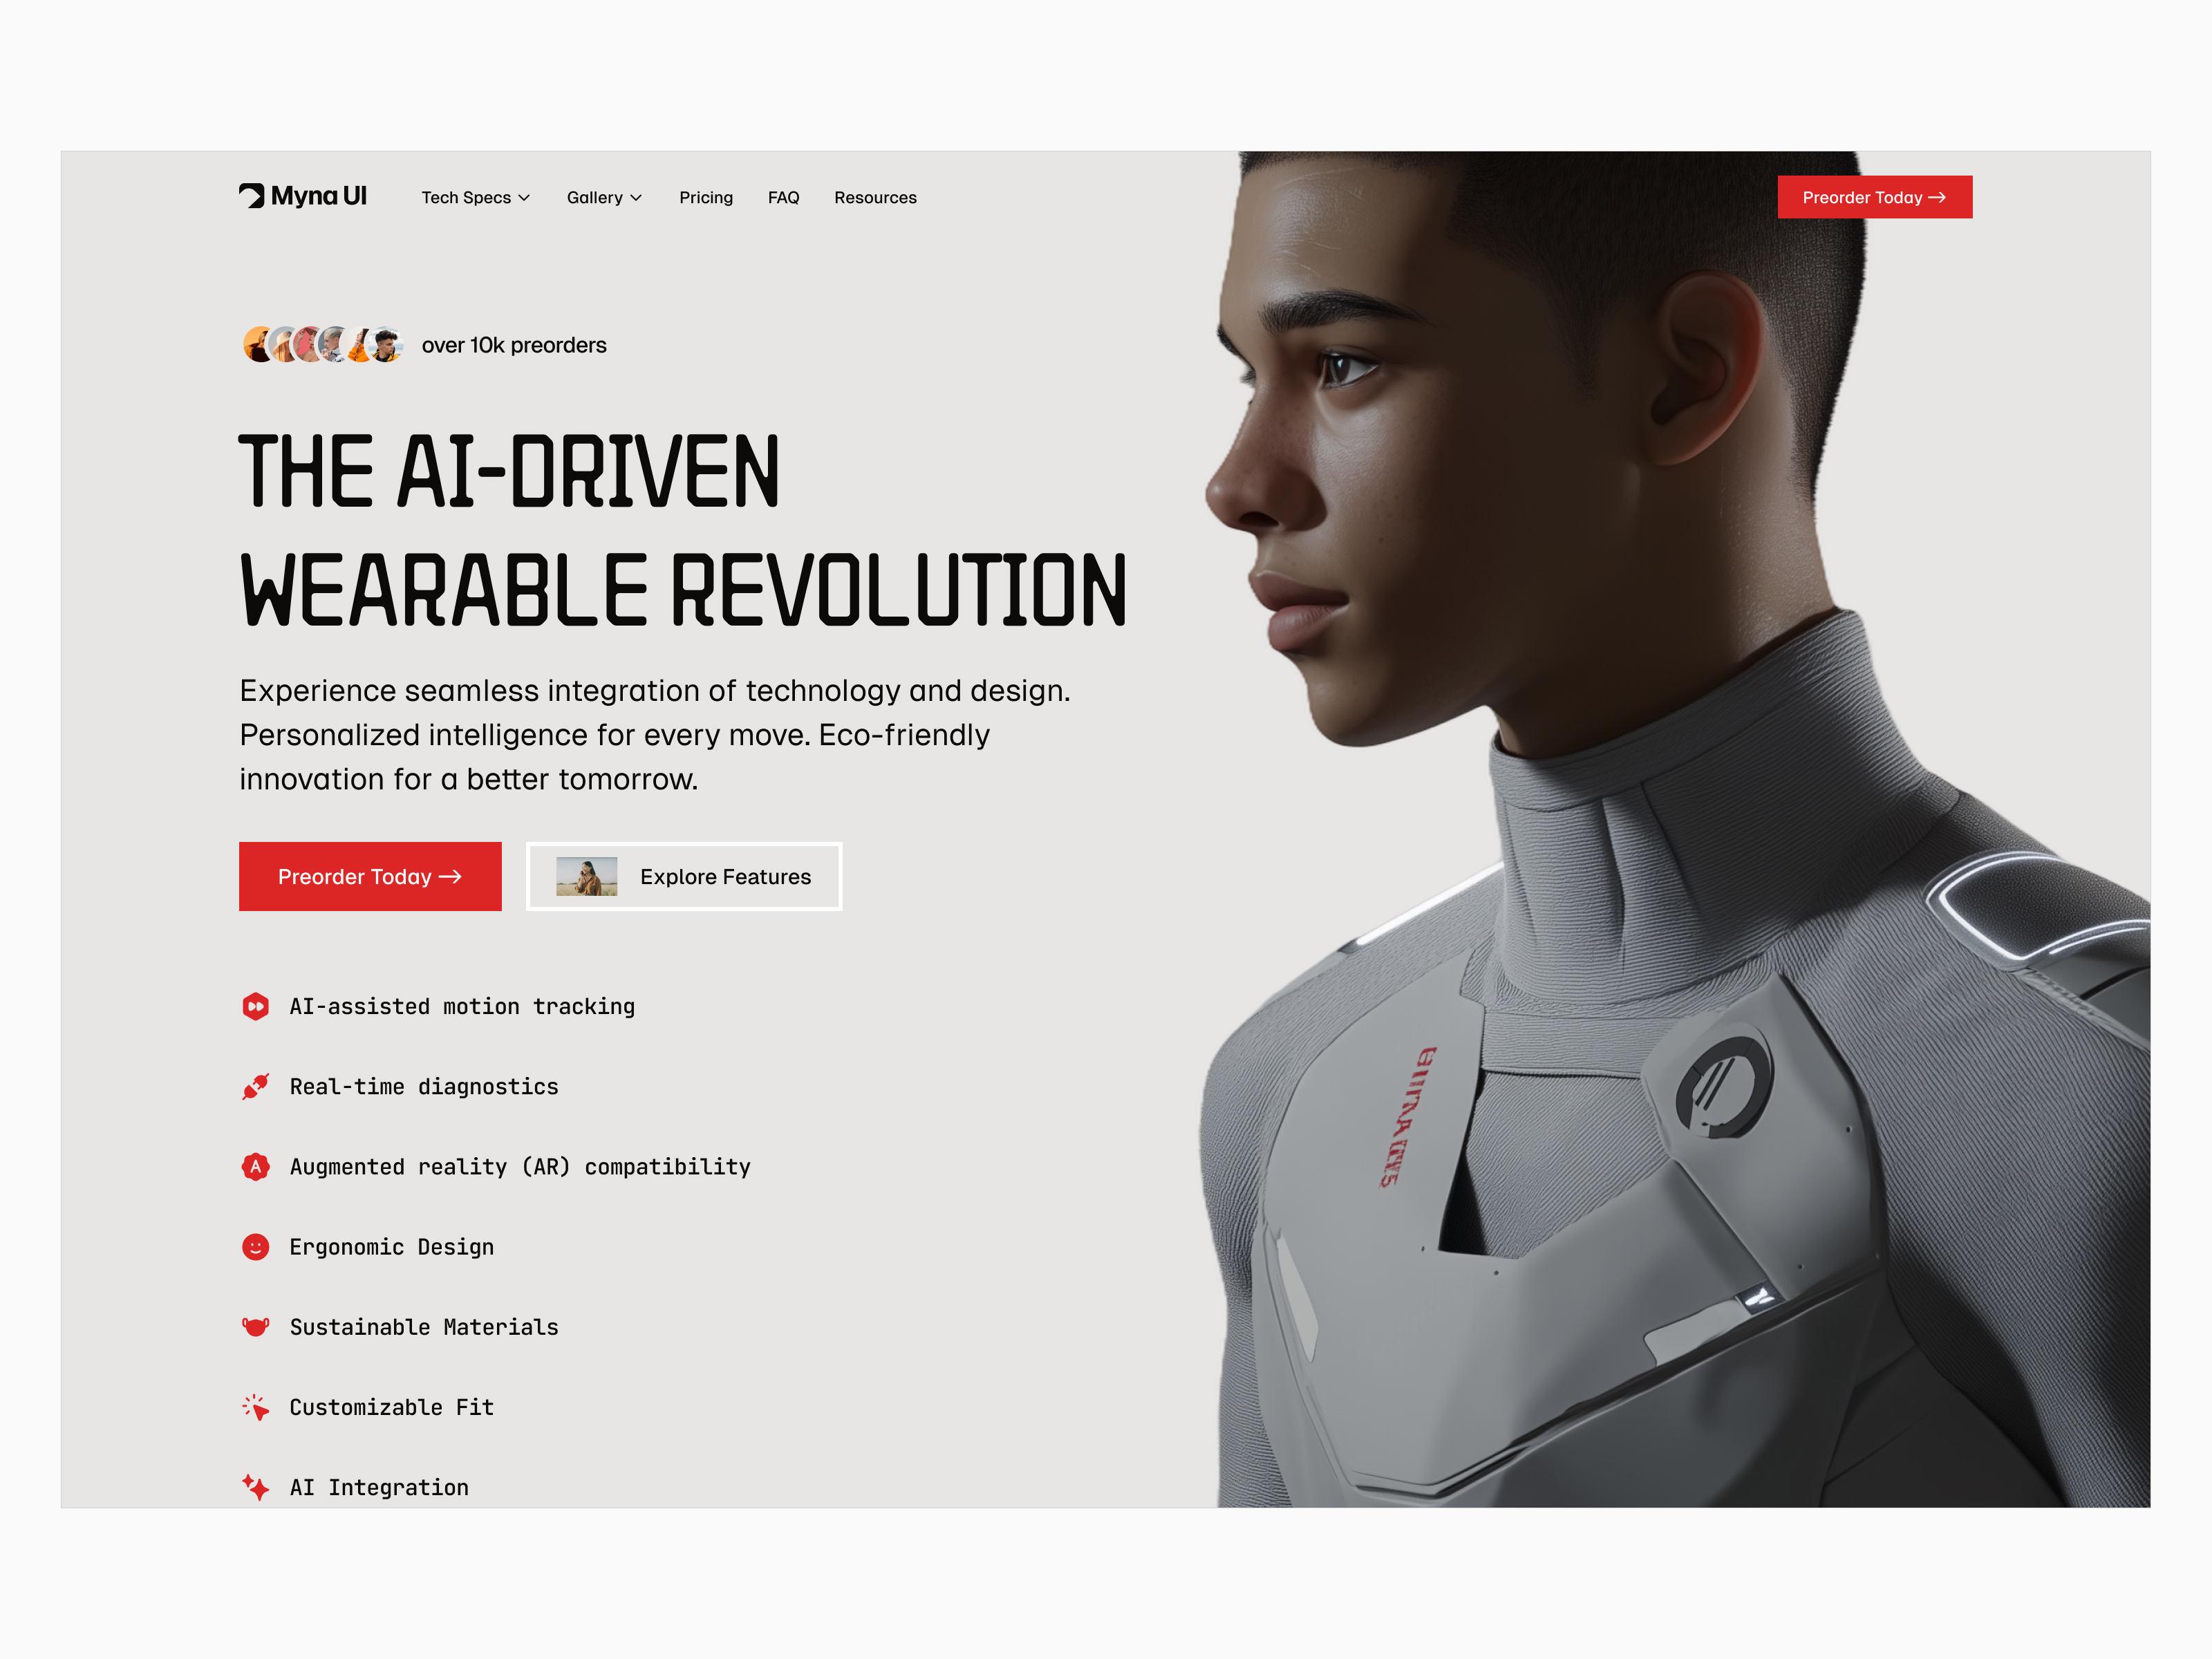 Myna UI
Tech Specs
Gallery
Pricing
FAQ
Resources
Preorder Today →
over 10k preorders
THE AI-DRIVEN
WEARABLE REVOLUTION
Experience seamless integration of technology and design.
Personalized intelligence for every move. Eco-friendly
innovation for a better tomorrow.
Preorder Today →
Explore Features
AI-assisted motion tracking
Real-time diagnostics
Augmented reality (AR) compatibility
Ergonomic Design
Sustainable Materials
Customizable Fit
AI Integration